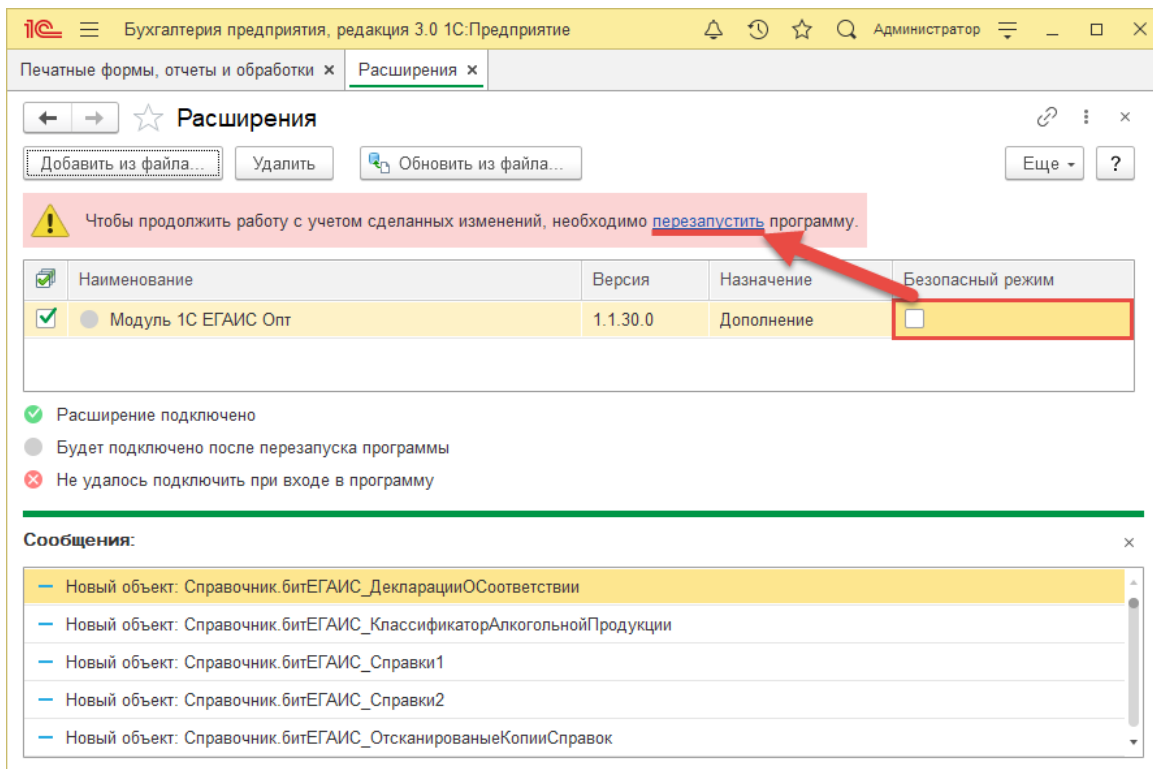 1С Бухгалтерия предприятия, редакция 3.0 1С:Предприятие Администратор
Печатные формы, отчеты и обработки × Расширения ×
Расширения
Добавить из файла... Удалить Обновить из файла... Еще ?
Чтобы продолжить работу с учетом сделанных изменений, необходимо перезапустить программу.
Наименование Версия Назначение Безопасный режим
Модуль 1С ЕГАИС Опт 1.1.30.0 Дополнение
Расширение подключено
Будет подключено после перезапуска программы
Не удалось подключить при входе в программу
Сообщения:
Новый объект: Справочник.битЕГАИС_ДекларацииОСоответствии
Новый объект: Справочник.битЕГАИС_КлассификаторАлкогольнойПродукции
Новый объект: Справочник.битЕГАИС_Справки1
Новый объект: Справочник.битЕГАИС_Справки2
Новый объект: Справочник.битЕГАИС_ОтсканированыеКопииСправок